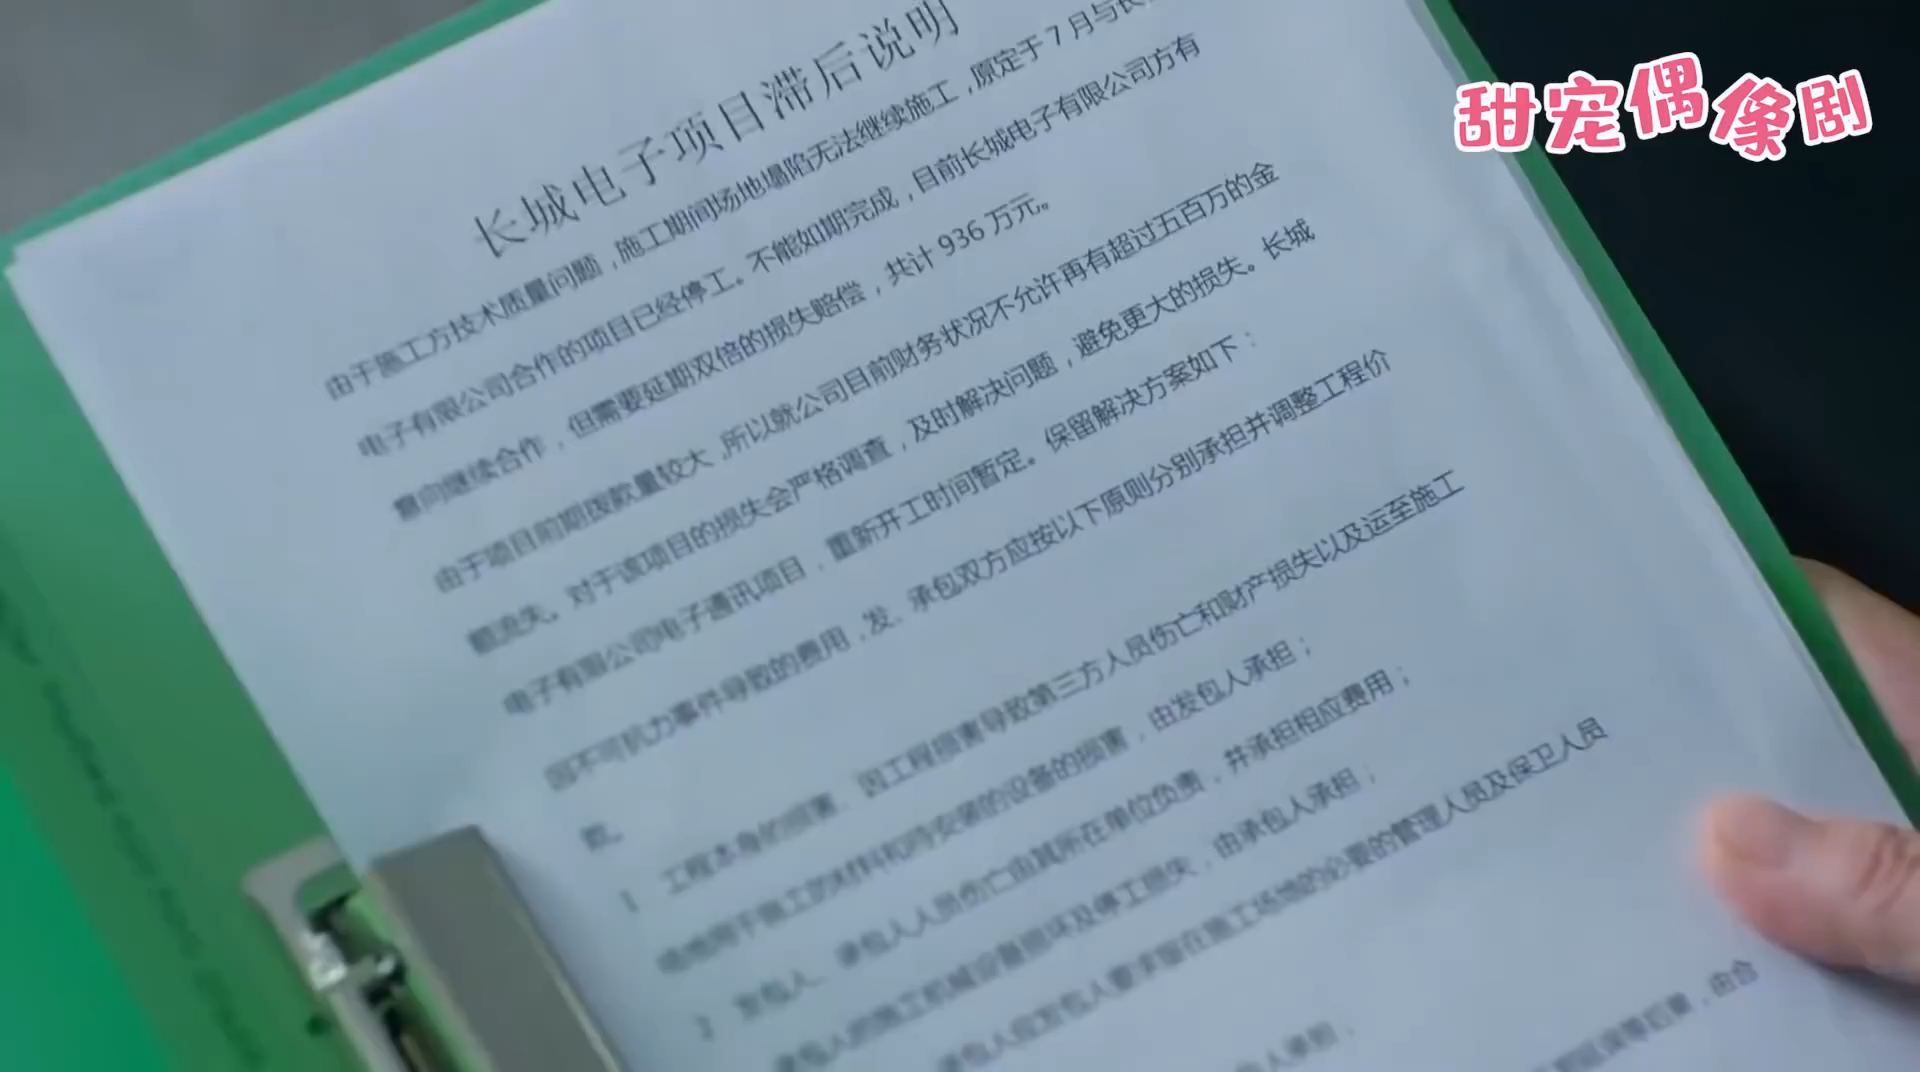 甜宠偶像剧
长城电子项目滞后说明
由于施工方技术质量问题，施工期间场地塌陷无法继续施工，原定于7月与长
电子有限公司合作的项目已经停工。不能如期完成，目前长城电子有限公司方有
意向继续合作，但需要延期双倍的损失赔偿，共计936万元。
由于项目前期拨款量较大，所以就公司目前财务状况不允许再有超过五百万的金
额流失。对于该项目的损失会严格调查，及时解决问题，避免更大的损失。长城
电子有限公司电子通讯项目，重新开工时间暂定。保留解决方案如下：
因不可抗力事件导致的费用，发、承包双方应按以下原则分别承担并调整工程价
款。
1 工程本身的损害、因工程损害导致第三方人员伤亡和财产损失以及运至施工
场地用于施工的材料和待安装的设备的损害，由发包人承担；
2 发包人、承包人人员伤亡由其所在单位负责，并承担相应费用；
承包人的施工机械设备损坏及停工损失，由承包人承担；
承包人应发包人要求留在施工场地的必要的管理人员及保卫人员
包人承担；
后果，由合